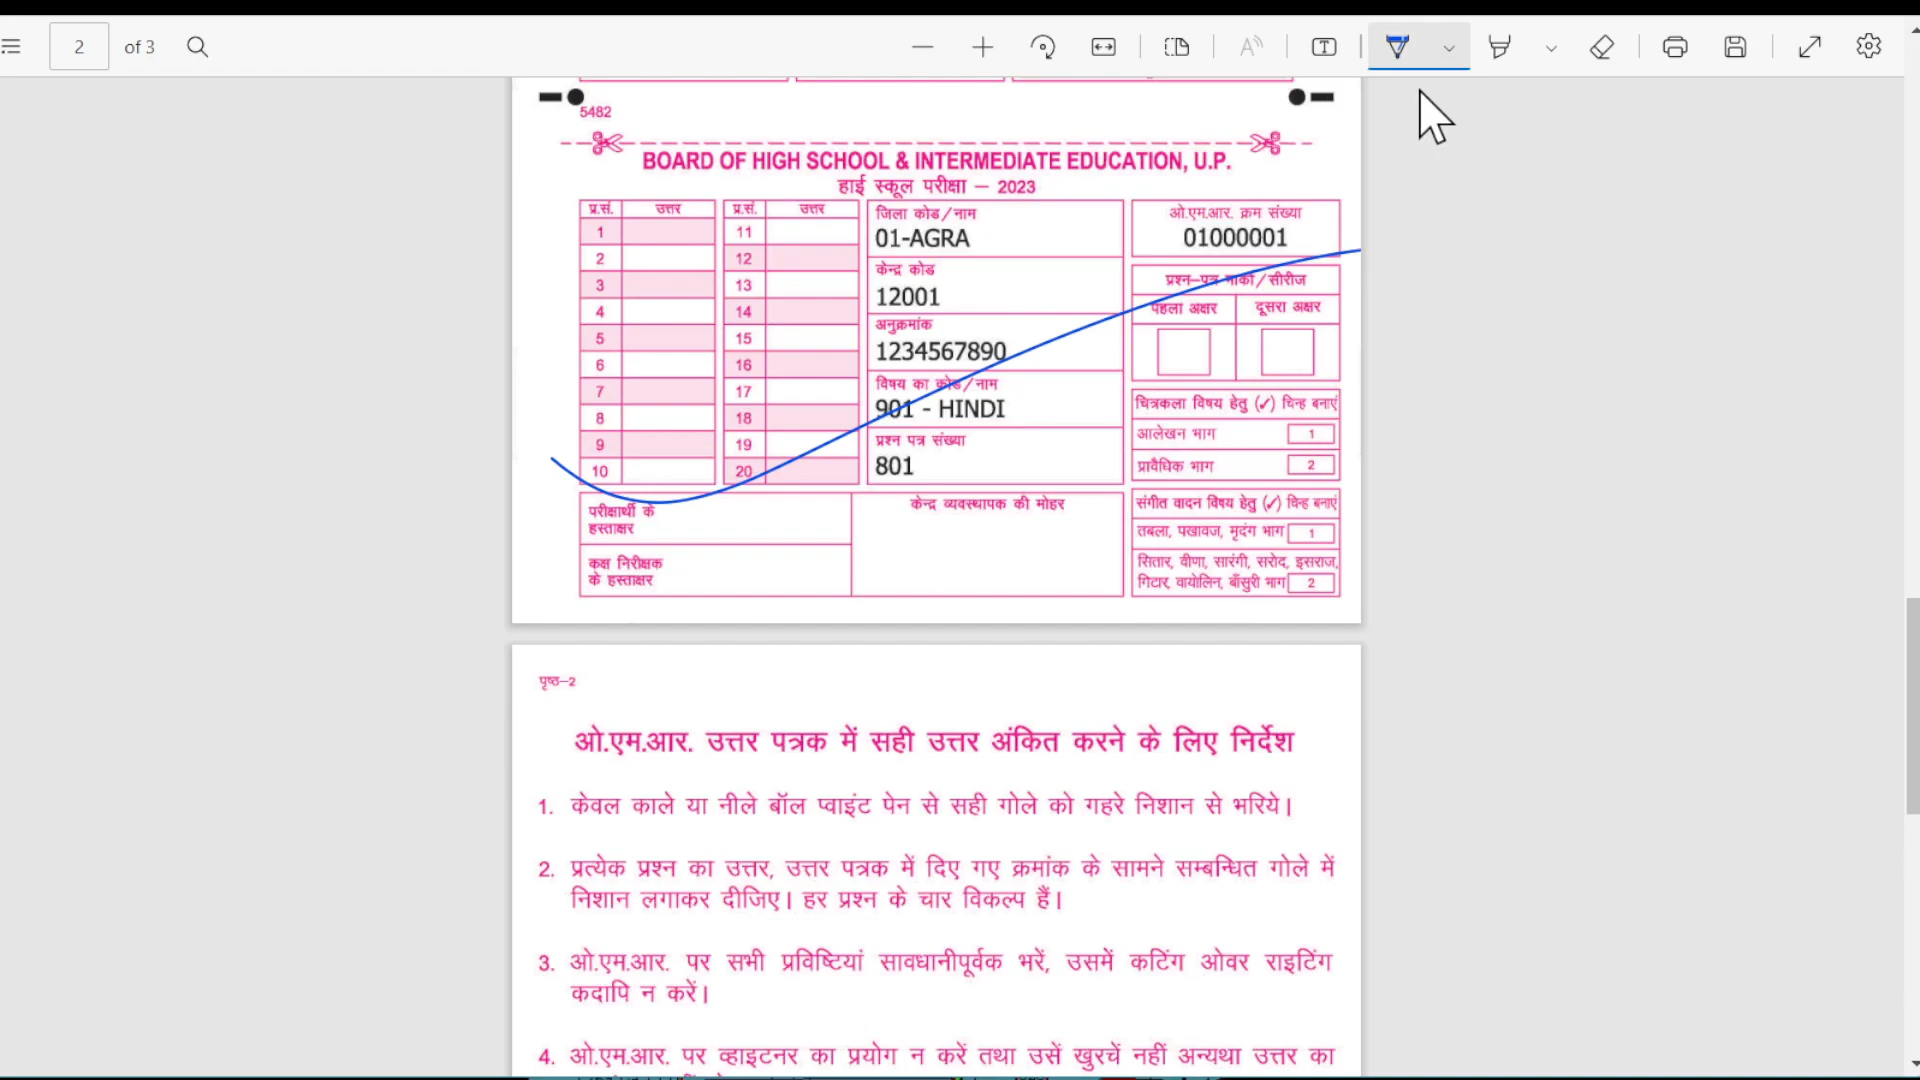 2 of 3
5482
BOARD OF HIGH SCHOOL & INTERMEDIATE EDUCATION, U.P.
हाई स्कूल परीक्षा – 2023
प्र.सं. उत्तर
1
2
3
4
5
6
7
8
9
10
प्र.सं. उत्तर
11
12
13
14
15
16
17
18
19
20
जिला कोड/नाम
01-AGRA
केन्द्र कोड
12001
अनुक्रमांक
1234567890
विषय का कोड/नाम
901 - HINDI
प्रश्न पत्र संख्या
801
ओ.एम.आर. क्रम संख्या
01000001
प्रश्न–पत्र मार्का/सीरीज
पहला अक्षर दूसरा अक्षर
चित्रकला विषय हेतु (✓) चिन्ह बनाएं
आलेखन भाग 1
प्रावैधिक भाग 2
संगीत वादन विषय हेतु (✓) चिन्ह बनाएं
तबला, पखावज, मृदंग भाग 1
सितार, वीणा, सारंगी, सरोद, इसराज,
गिटार, वायोलिन, बाँसुरी भाग 2
परीक्षार्थी के
हस्ताक्षर
कक्ष निरीक्षक
के हस्ताक्षर
केन्द्र व्यवस्थापक की मोहर
पृष्ठ–2
ओ.एम.आर. उत्तर पत्रक में सही उत्तर अंकित करने के लिए निर्देश
1. केवल काले या नीले बॉल प्वाइंट पेन से सही गोले को गहरे निशान से भरिये।
2. प्रत्येक प्रश्न का उत्तर, उत्तर पत्रक में दिए गए क्रमांक के सामने सम्बन्धित गोले में
निशान लगाकर दीजिए। हर प्रश्न के चार विकल्प हैं।
3. ओ.एम.आर. पर सभी प्रविष्टियां सावधानीपूर्वक भरें, उसमें कटिंग ओवर राइटिंग
कदापि न करें।
4. ओ.एम.आर. पर व्हाइटनर का प्रयोग न करें तथा उसें खुरचें नहीं अन्यथा उत्तर का